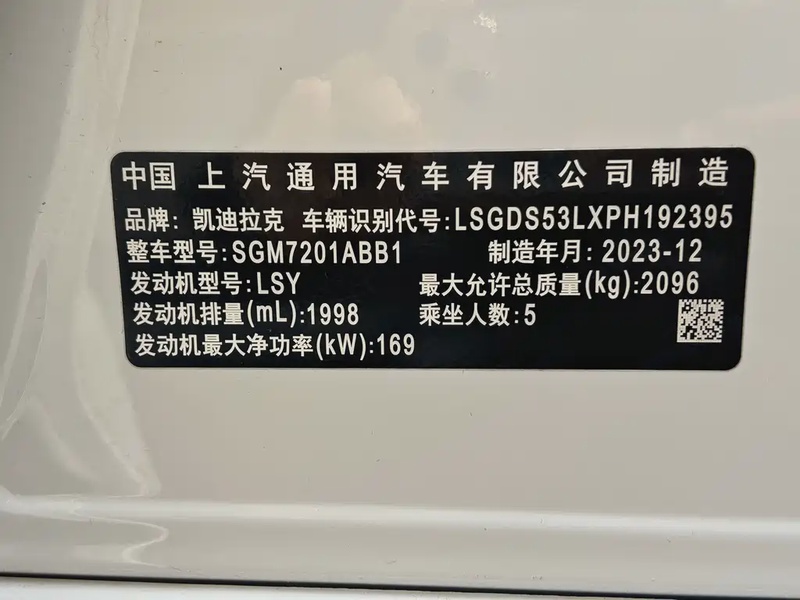 中国 上汽通用汽车有限公司制造
品牌: 凯迪拉克 车辆识别代号:LSGDS53LXPH192395
整车型号:SGM7201ABB1 制造年月: 2023-12
发动机型号:LSY 最大允许总质量(kg):2096
发动机排量(mL):1998 乘坐人数:5
发动机最大净功率(kW):169